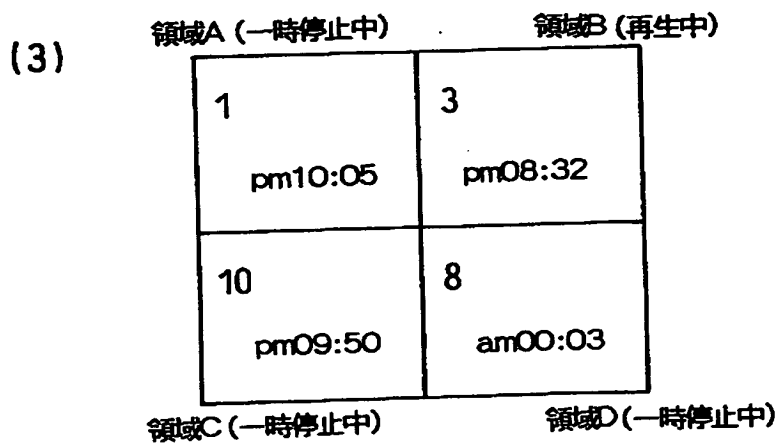 (3)
領域A (一時停止中) 領域B (再生中)
1 3
pm10:05 pm08:32
10 8
pm09:50 am00:03
領域C (一時停止中) 領域D (一時停止中)